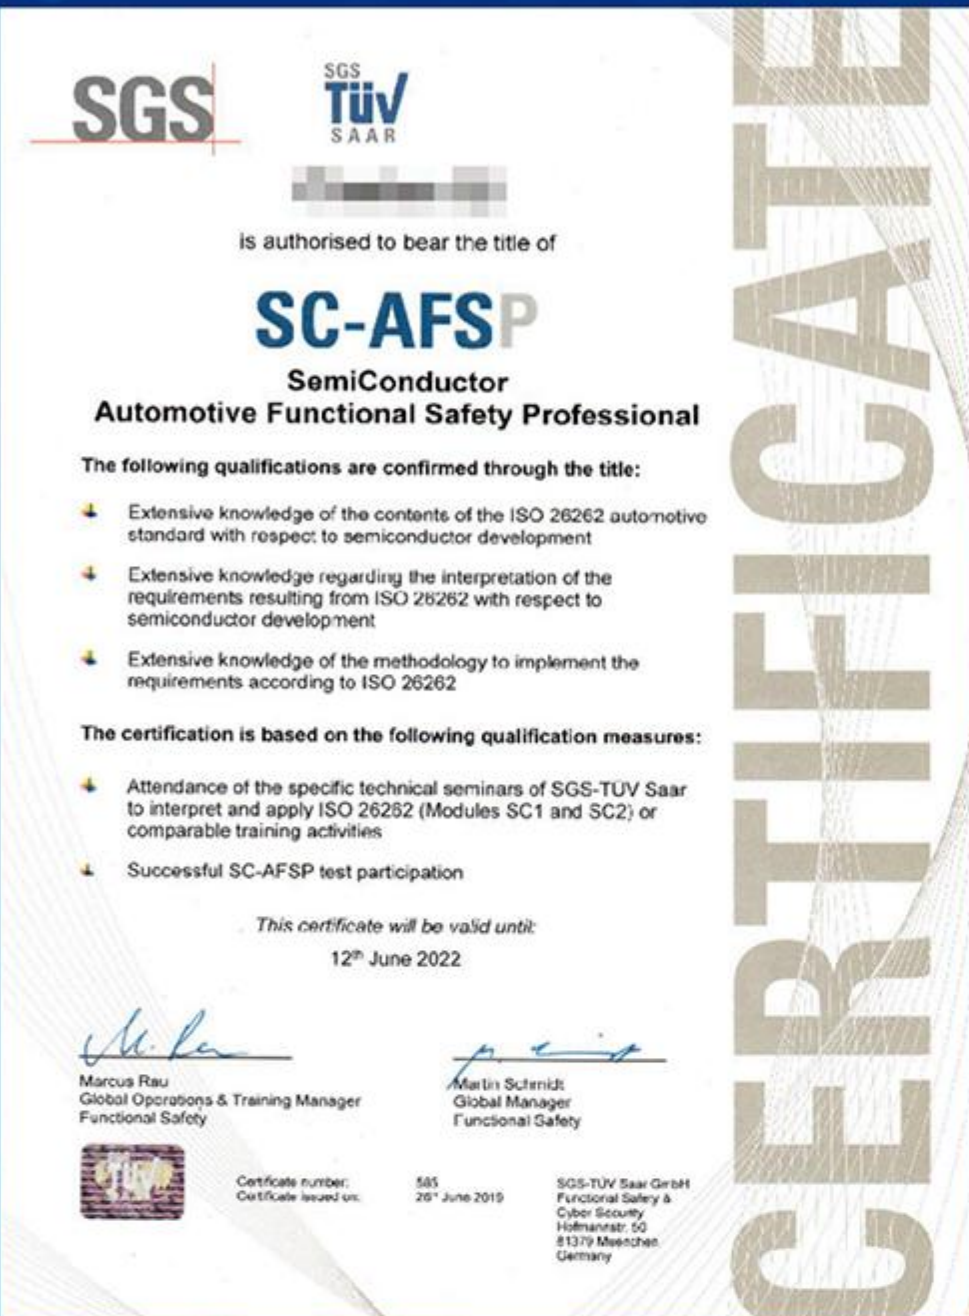 SGS
SGS
TÜV
SAAR
is authorised to bear the title of
SC-AFSP
SemiConductor
Automotive Functional Safety Professional
The following qualifications are confirmed through the title:
Extensive knowledge of the contents of the ISO 26262 automotive
standard with respect to semiconductor development
Extensive knowledge regarding the interpretation of the
requirements resulting from ISO 26262 with respect to
semiconductor development
Extensive knowledge of the methodology to implement the
requirements according to ISO 26262
The certification is based on the following qualification measures:
Attendance of the specific technical seminars of SGS-TÜV Saar
to interpret and apply ISO 26262 (Modules SC1 and SC2) or
comparable training activities
Successful SC-AFSP test participation
This certificate will be valid until:
12th June 2022
Marcus Rau
Global Operations & Training Manager
Functional Safety
Martin Schmidt
Global Manager
Functional Safety
TÜV
Certificate number: 585
Certificate issued on: 26th June 2019
SGS-TÜV Saar GmbH
Functional Safety &
Cyber Security
Hofmannstr. 50
81379 Muenchen
Germany
CERTIFICATE